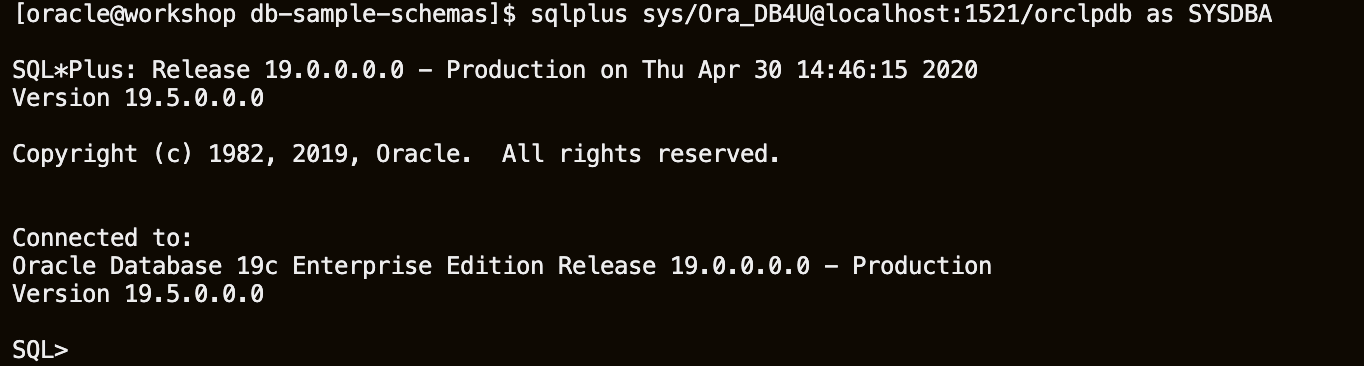 [oracle@workshop db-sample-schemas]$ sqlplus sys/Ora_DB4U@localhost:1521/orclpdb as SYSDBA
SQL*Plus: Release 19.0.0.0.0 – Production on Thu Apr 30 14:46:15 2020
Version 19.5.0.0.0
Copyright (c) 1982, 2019, Oracle.  All rights reserved.
Connected to:
Oracle Database 19c Enterprise Edition Release 19.0.0.0.0 – Production
Version 19.5.0.0.0
SQL>